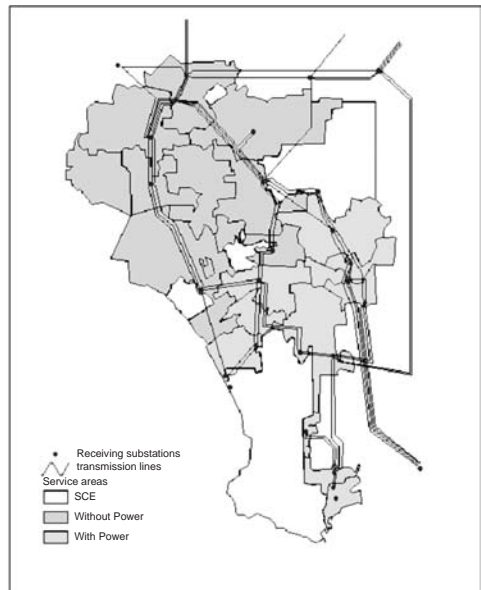 Receiving substations
transmission lines
Service areas
SCE
Without Power
With Power